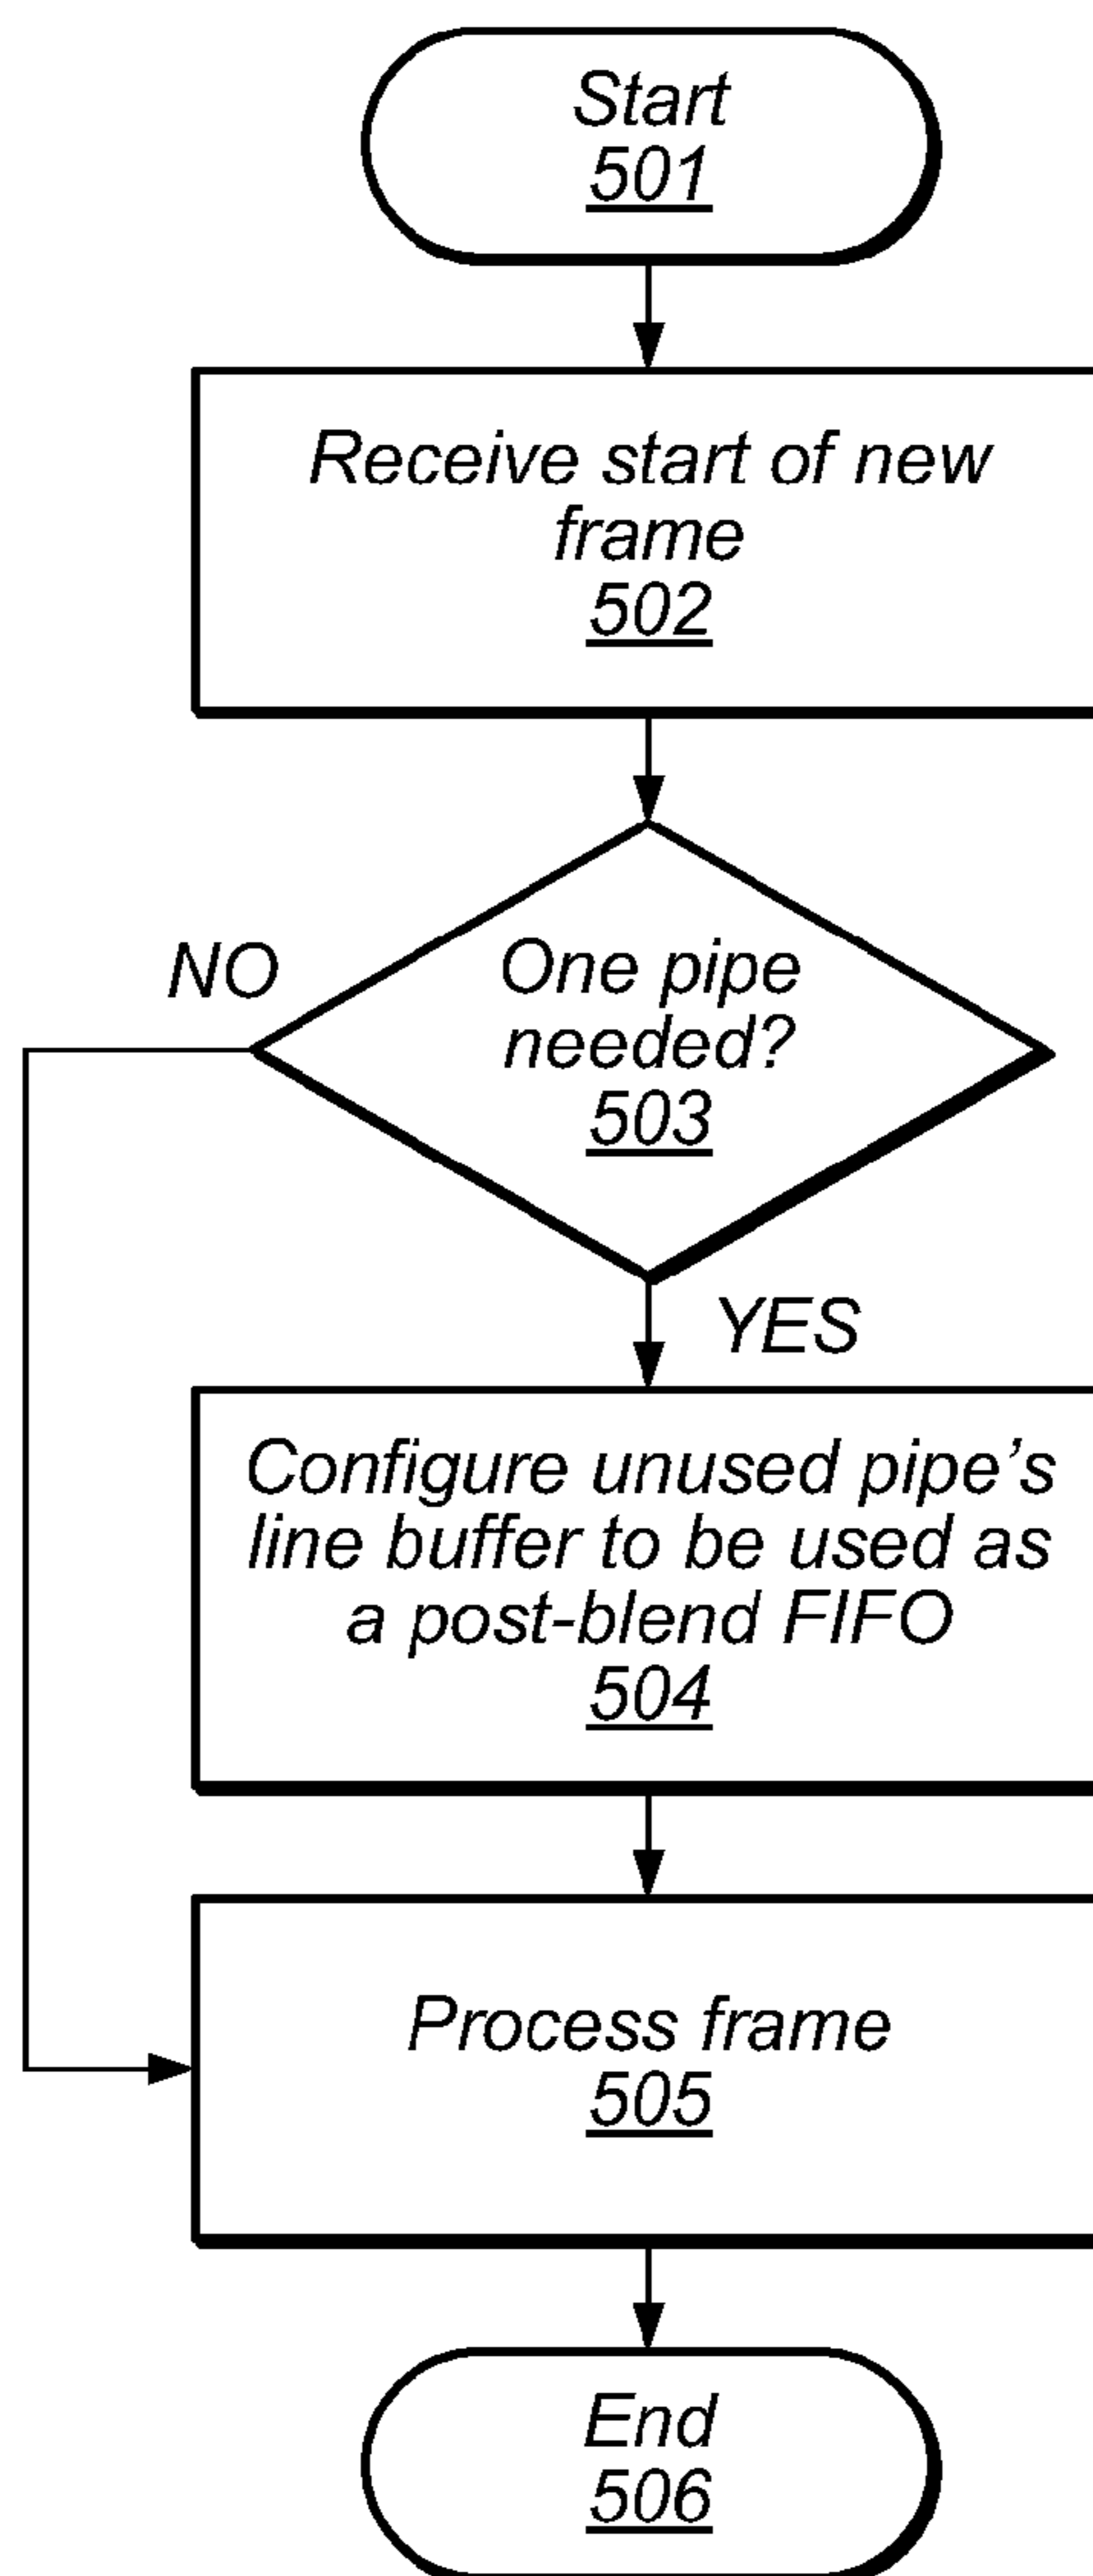 Start
501
Receive start of new
frame
502
One pipe
needed?
503
NO
YES
Configure unused pipe’s
line buffer to be used as
a post-blend FIFO
504
Process frame
505
End
506